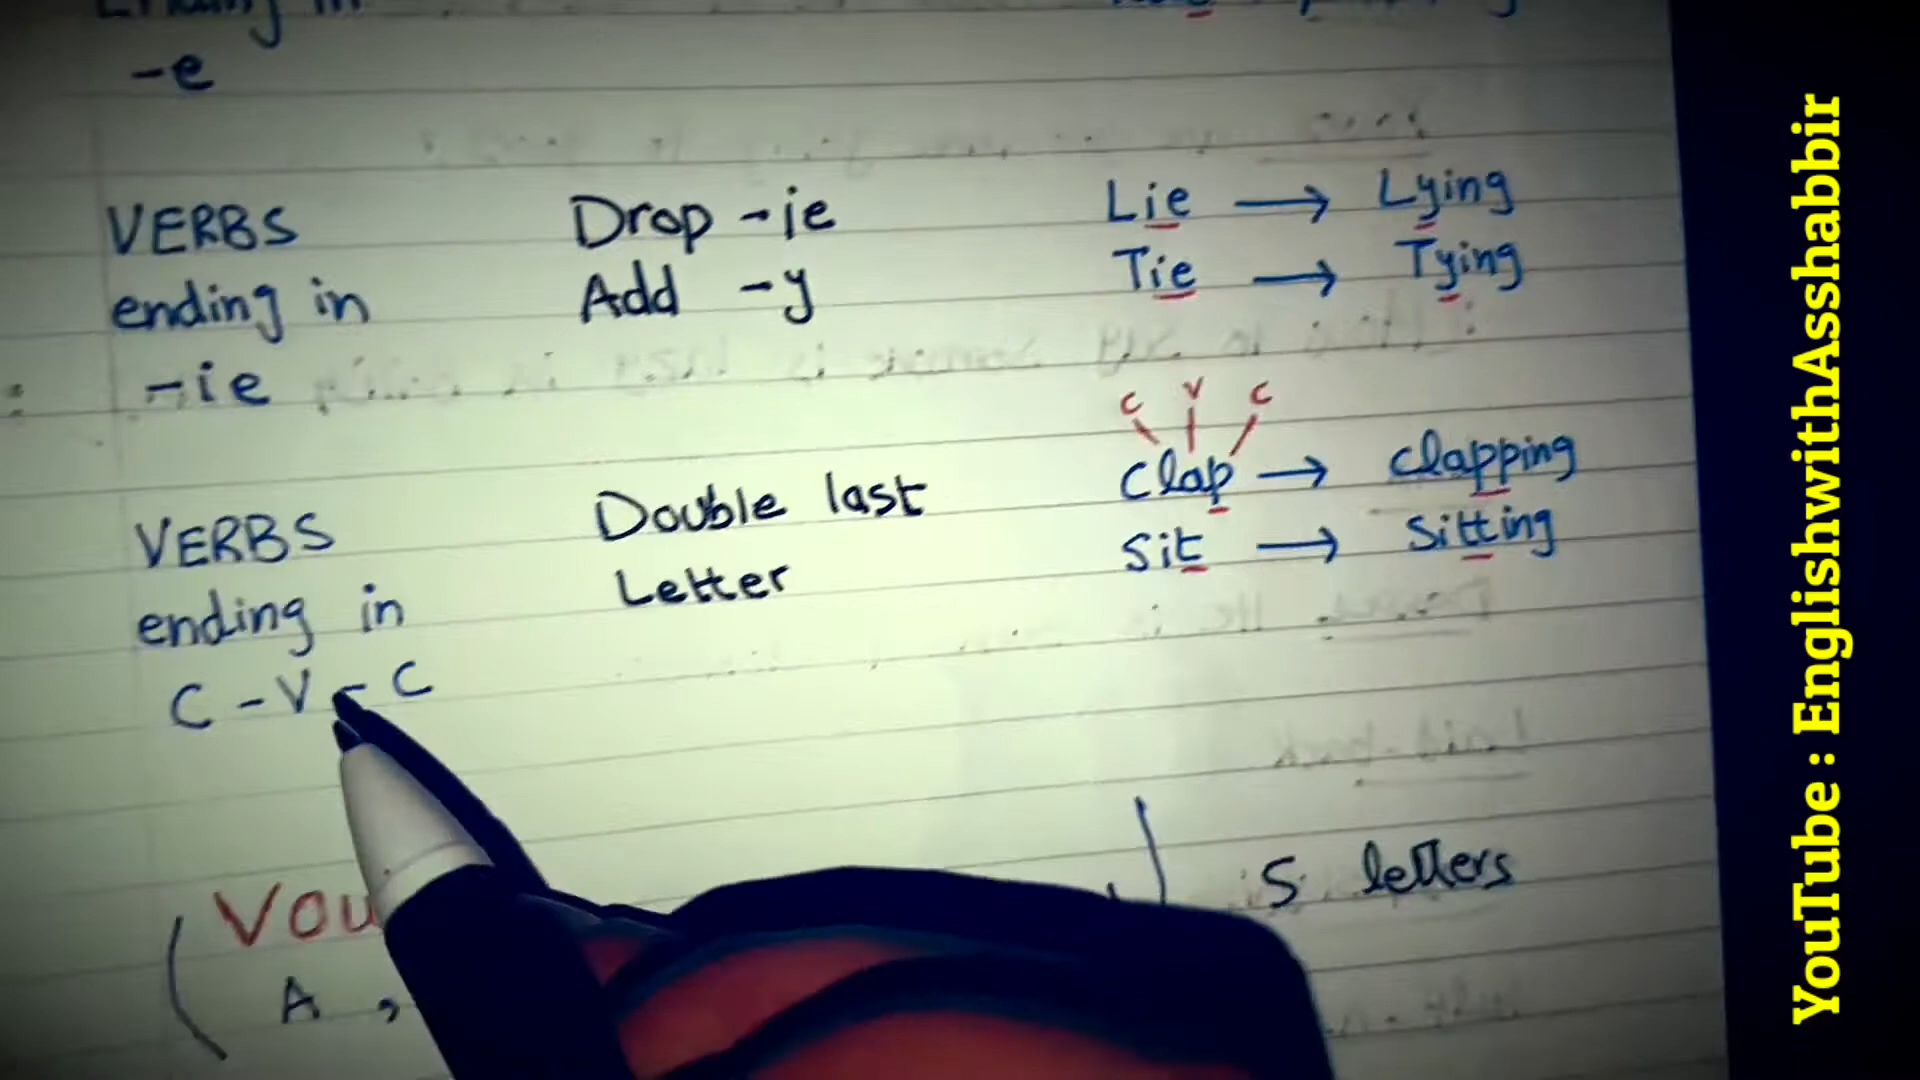 -e
VERBS Drop -ie Lie → Lying
ending in Add -y Tie → Tying
-ie
C V C
VERBS Double last Clap → Clapping
ending in Letter Sit → Sitting
C - V - C
( Vou ) 5 letters
A ,
YouTube : EnglishwithAsshabbir